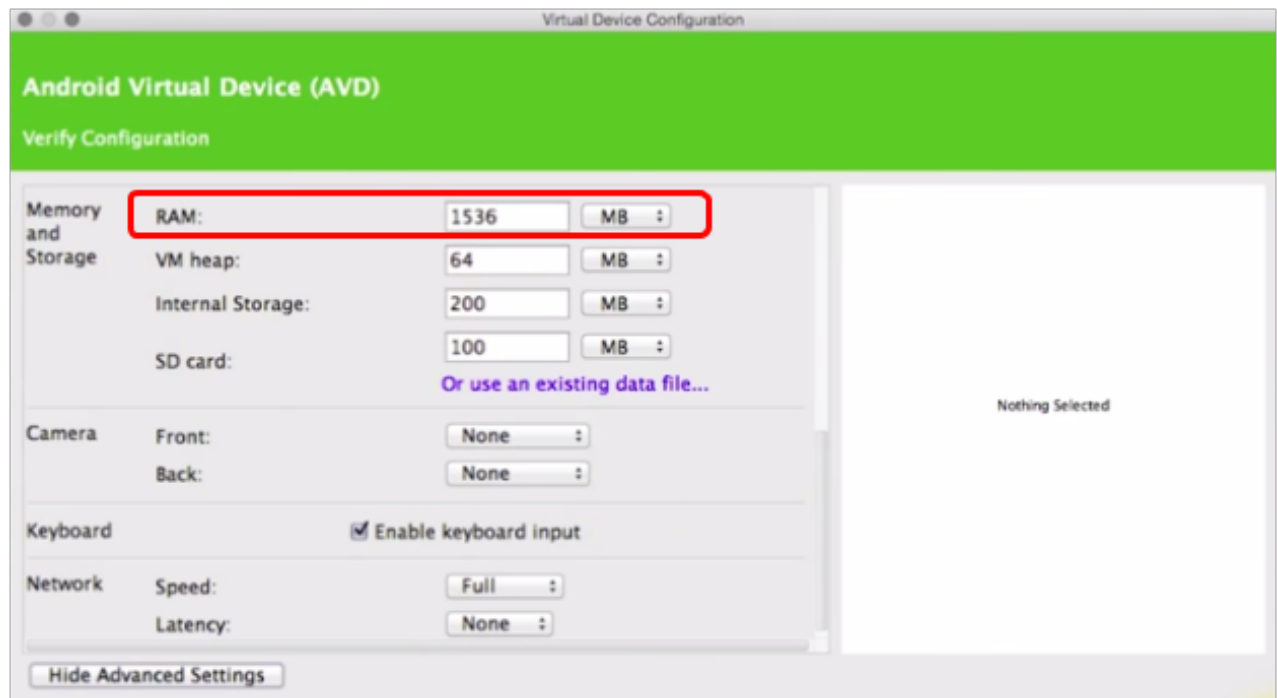 Virtual Device Configuration
Android Virtual Device (AVD)
Verify Configuration
Memory and Storage
RAM: 1536 MB
VM heap: 64 MB
Internal Storage: 200 MB
SD card: 100 MB
Or use an existing data file...
Nothing Selected
Camera
Front: None
Back: None
Keyboard
Enable keyboard input
Network
Speed: Full
Latency: None
Hide Advanced Settings